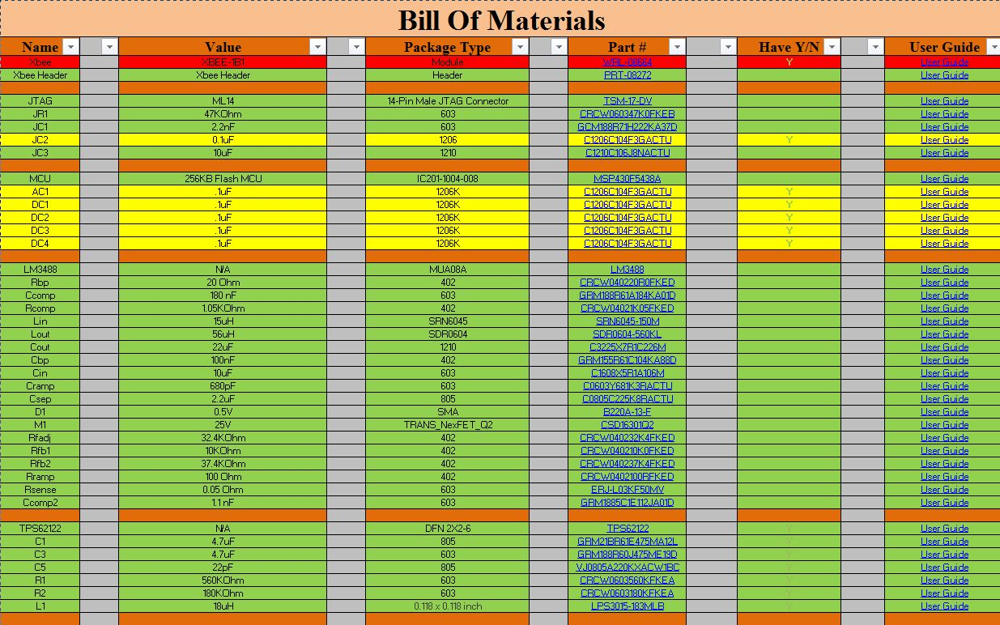 Bill Of Materials
Name Value Package Type Part # Have Y/N User Guide
Xbee XBEE-1B1 Module WRL-08664 Y User Guide
Xbee Header Xbee Header Header PRT-08272 User Guide
JTAG ML14 14-Pin Male JTAG Connector TSM-17-DV User Guide
JR1 47KOhm 603 CRCW060347K0FKEB User Guide
JC1 2.2nF 603 GCM188R71H222KA37D User Guide
JC2 0.1uF 1206 C1206C104F3GACTU Y User Guide
JC3 10uF 1210 C1210C106J8NACTU User Guide
MCU 256KB Flash MCU IC201-1004-008 MSP430F5438A User Guide
AC1 .1uF 1206K C1206C104F3GACTU Y User Guide
DC1 .1uF 1206K C1206C104F3GACTU Y User Guide
DC2 .1uF 1206K C1206C104F3GACTU Y User Guide
DC3 .1uF 1206K C1206C104F3GACTU Y User Guide
DC4 .1uF 1206K C1206C104F3GACTU Y User Guide
LM3488 N/A MUA08A LM3488 User Guide
Rbp 20 Ohm 402 CRCW040220R0FKED User Guide
Ccomp 180 nF 603 GRM188R61A184KA01D User Guide
Rcomp 1.05KOhm 402 CRCW04021K05FKED User Guide
Lin 15uH SRN6045 SRN6045-150M User Guide
Lout 56uH SDR0604 SDR0604-560KL User Guide
Cout 22uF 1210 C3225X7R1C226M User Guide
Cbp 100nF 402 GRM155R61C104KA88D User Guide
Cin 10uF 603 C1608X5R1A106M User Guide
Cramp 680pF 603 C0603Y681K3RACTU User Guide
Csep 2.2uF 805 C0805C225K8RACTU User Guide
D1 0.5V SMA B220A-13-F User Guide
M1 25V TRANS_NexFET_Q2 CSD16301Q2 User Guide
Rfadj 32.4KOhm 402 CRCW040232K4FKED User Guide
Rfb1 10KOhm 402 CRCW040210K0FKED User Guide
Rfb2 37.4KOhm 402 CRCW040237K4FKED User Guide
Rramp 100 Ohm 402 CRCW0402100RFKED User Guide
Rsense 0.05 Ohm 603 ERJ-L03KF50MV User Guide
Ccomp2 1.1 nF 603 GRM1885C1E112JA01D User Guide
TPS62122 N/A DFN 2X2-6 TPS62122 Y User Guide
C1 4.7uF 805 GRM21BR61E475MA12L Y User Guide
C3 4.7uF 603 GRM188R60J475ME19D Y User Guide
C5 22pF 805 VJ0805A220KXACW1BC Y User Guide
R1 560KOhm 603 CRCW0603560KFKEA Y User Guide
R2 180KOhm 603 CRCW0603180KFKEA Y User Guide
L1 18uH 0.118 x 0.118 inch LPS3015-183MLB Y User Guide